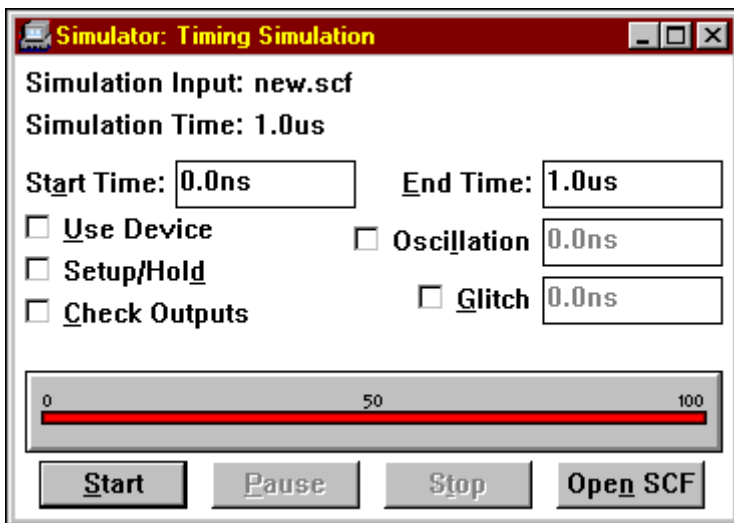 Simulator: Timing Simulation
Simulation Input: new.scf
Simulation Time: 1.0us
Start Time: 0.0ns End Time: 1.0us
Use Device
Oscillation 0.0ns
Setup/Hold
Glitch 0.0ns
Check Outputs
0 50 100
Start Pause Stop Open SCF